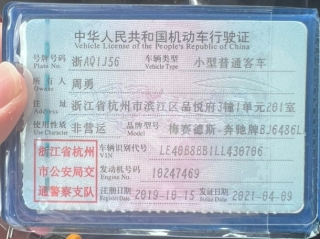 中华人民共和国机动车行驶证
Vehicle License of the People's Republic of China
号牌号码 浙AQ1J56 车辆类型 小型普通客车
Plate No. Vehicle Type
所有人 周勇
Owner
住址 浙江省杭州市滨江区品悦府3幢1单元201室
Address
使用性质 非营运 品牌型号 梅赛德斯-奔驰牌BJ6486L
Use Character Model
浙江省杭州市公安局交通警察支队
车辆识别代号 LE40B8BB1LL430706
VIN
发动机号码 10247469
Engine No.
注册日期 2019-10-15 发证日期 2021-04-09
Register Date Issue Date